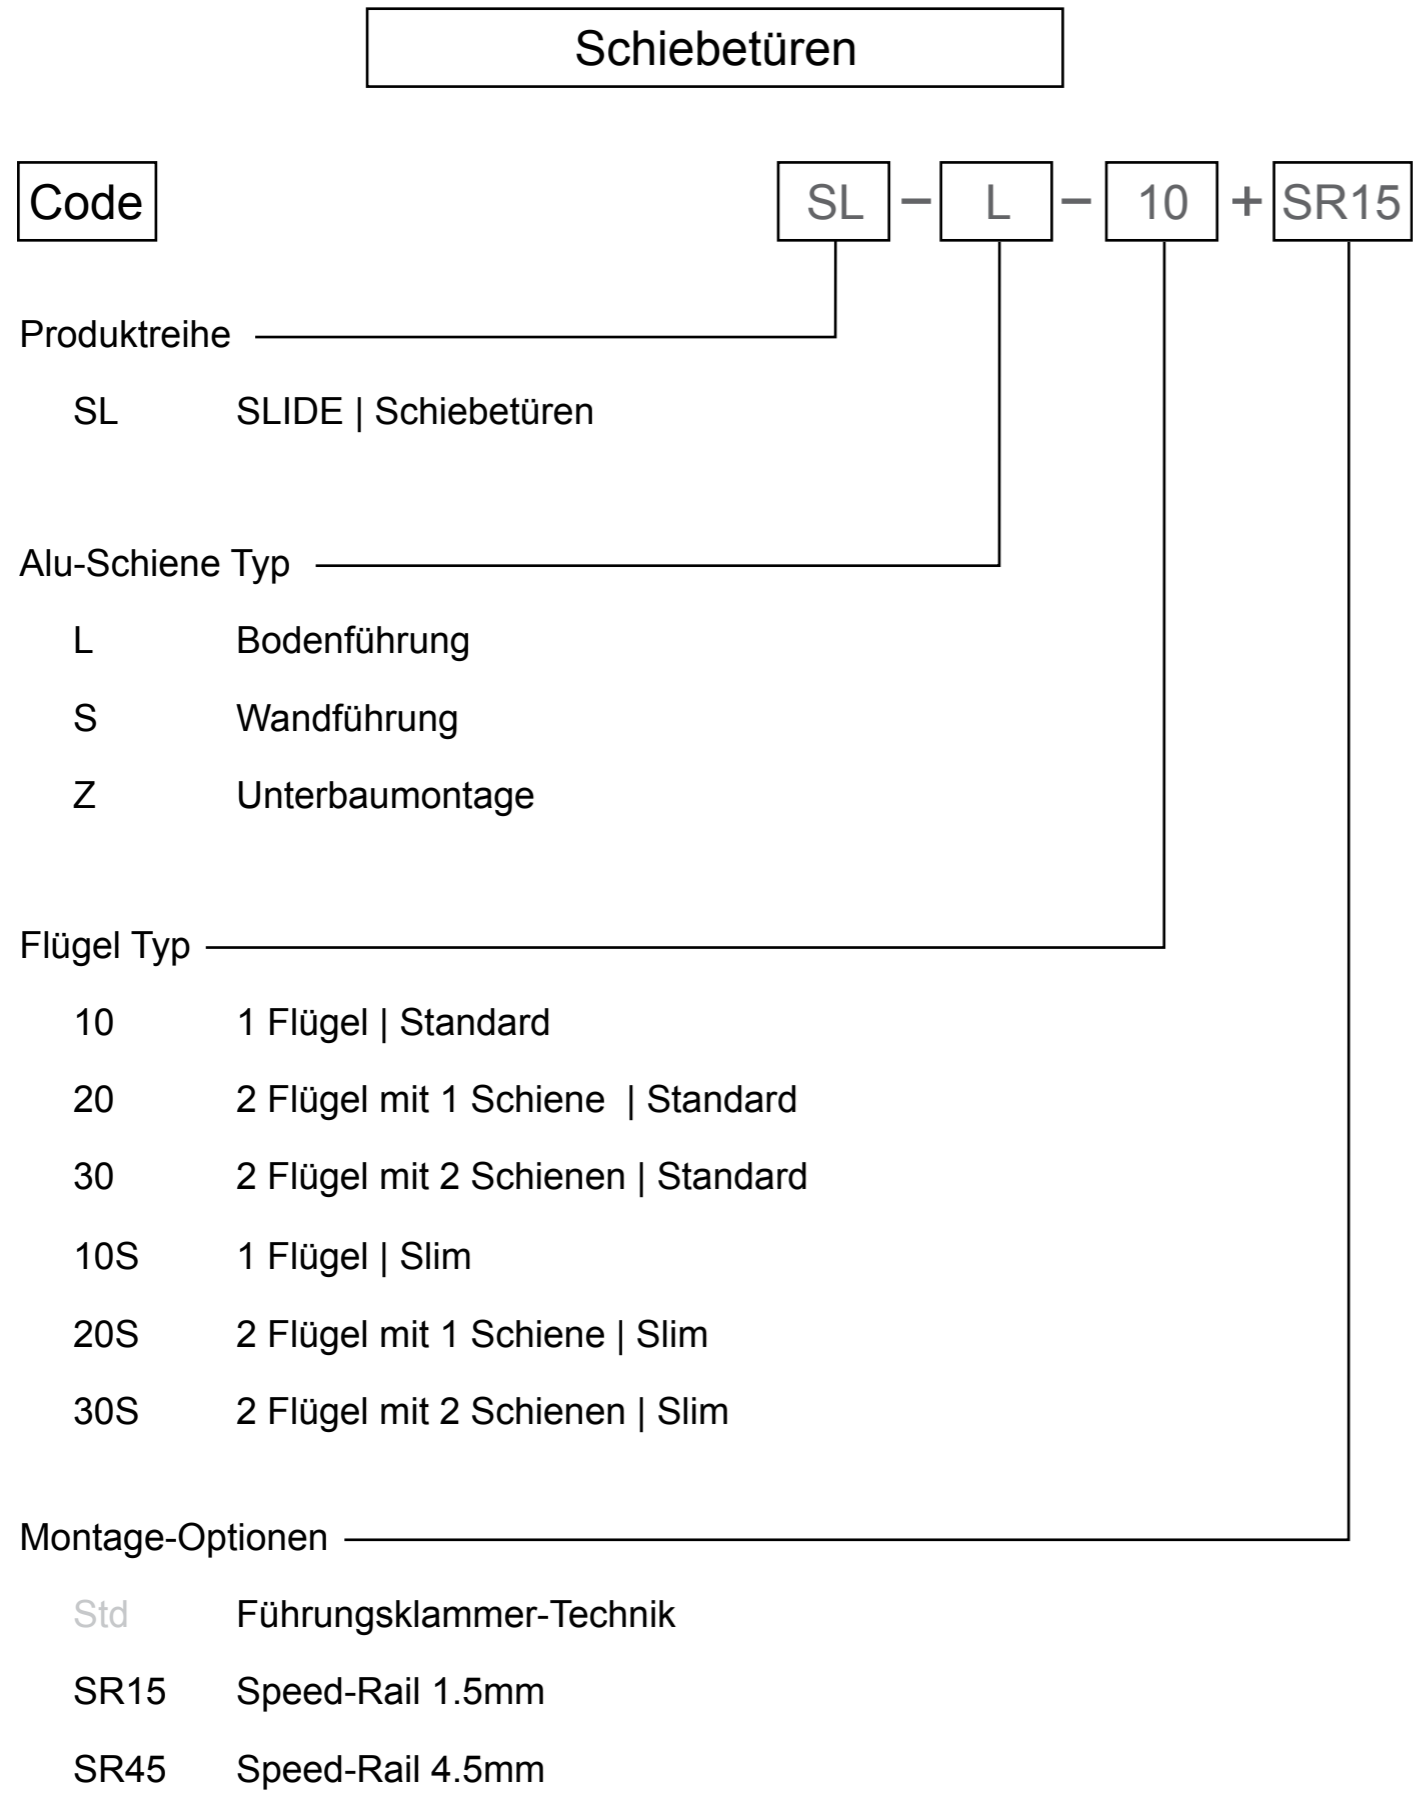 Schiebetüren
Code SL – L – 10 + SR15
Produktreihe
SL SLIDE | Schiebetüren
Alu-Schiene Typ
L Bodenführung
S Wandführung
Z Unterbaumontage
Flügel Typ
10 1 Flügel | Standard
20 2 Flügel mit 1 Schiene | Standard
30 2 Flügel mit 2 Schienen | Standard
10S 1 Flügel | Slim
20S 2 Flügel mit 1 Schiene | Slim
30S 2 Flügel mit 2 Schienen | Slim
Montage-Optionen
Std Führungsklammer-Technik
SR15 Speed-Rail 1.5mm
SR45 Speed-Rail 4.5mm